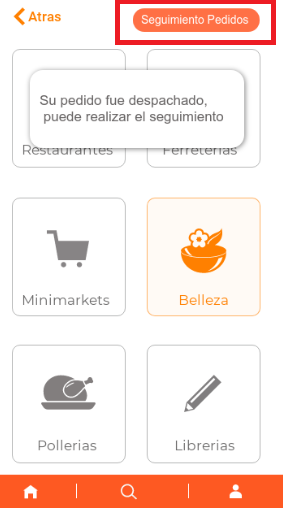 Atras
Seguimiento Pedidos
Su pedido fue despachado,
puede realizar el seguimiento
Restaurantes
Ferreterias
Minimarkets
Belleza
Pollerias
Librerias